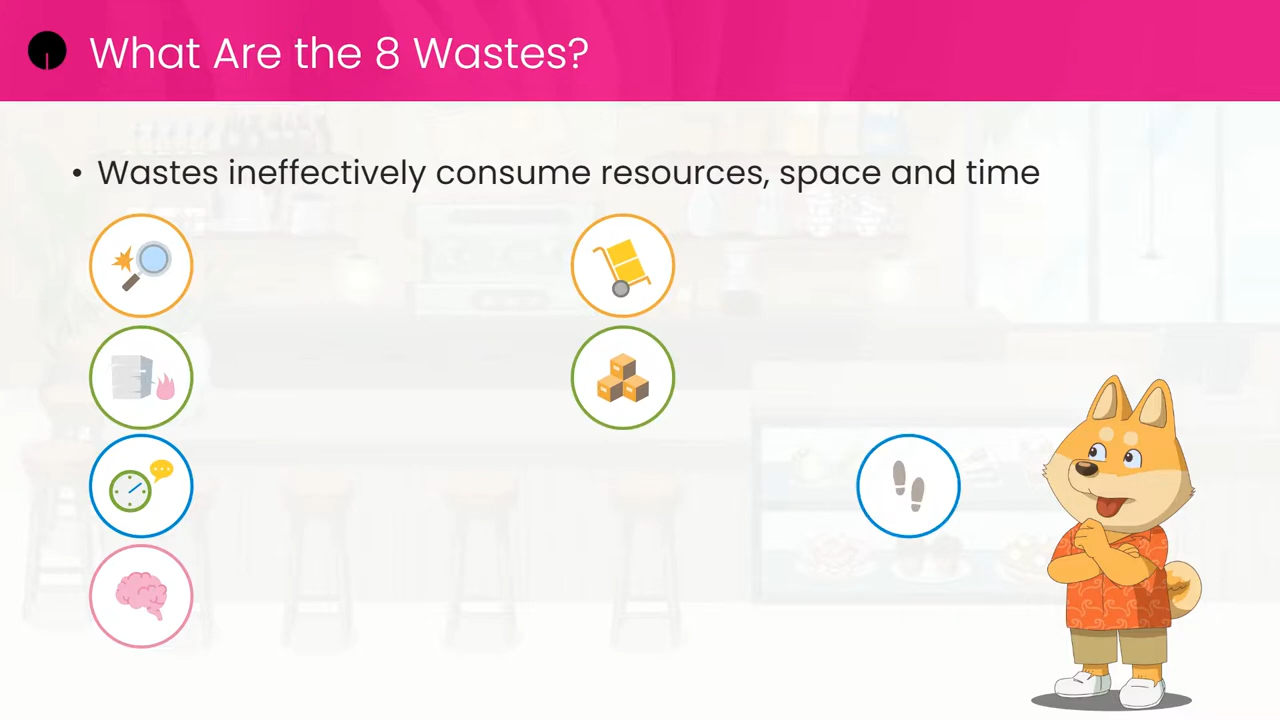 What Are the 8 Wastes?
• Wastes ineffectively consume resources, space and time